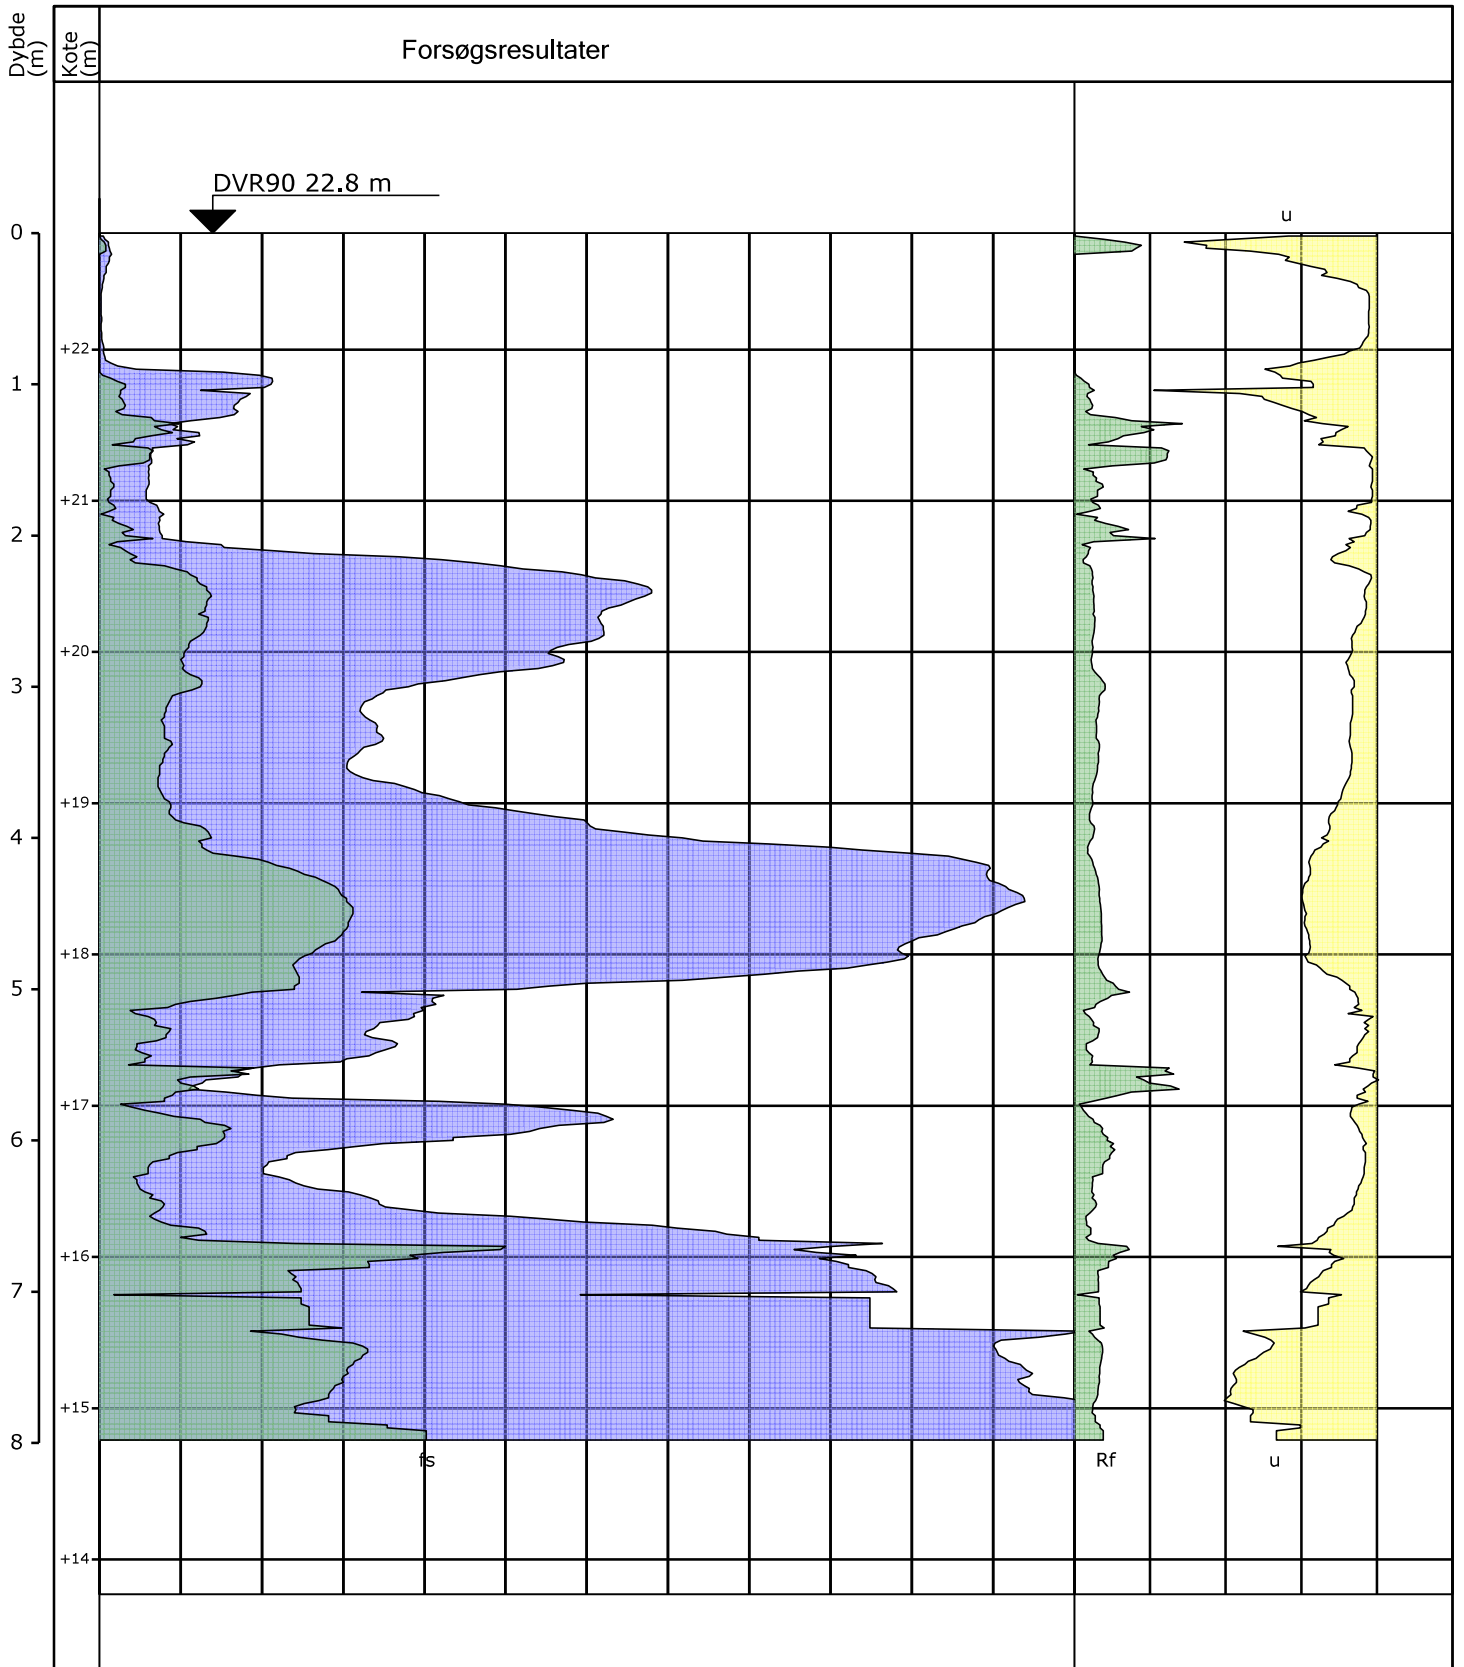 Dybde (m)
Kote (m)
Forsøgsresultater
DVR90 22.8 m
u
0
+22
1
+21
2
+20
3
+19
4
+18
5
+17
6
+16
7
+15
8
fs
Rf
u
+14